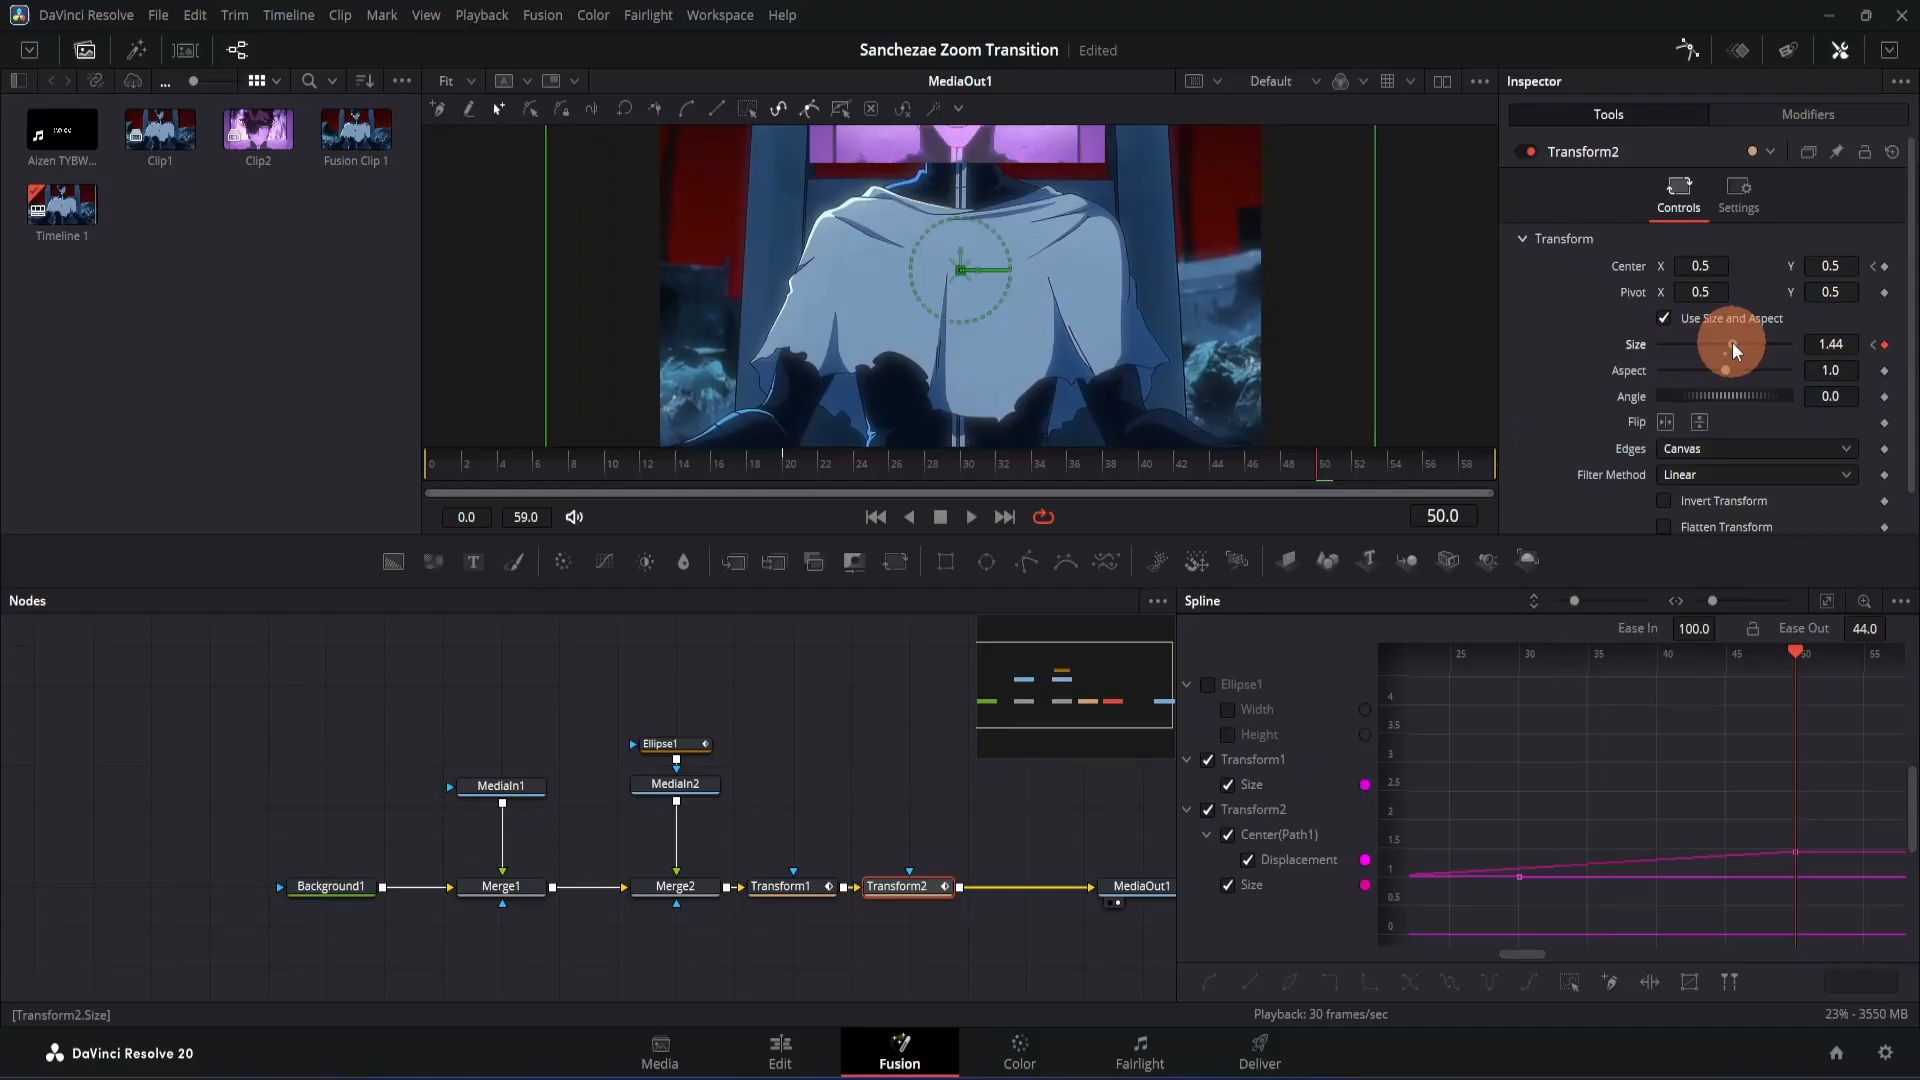 DaVinci Resolve File Edit Trim Timeline Clip Mark View Playback Fusion Color Fairlight Workspace Help
Sanchezae Zoom Transition Edited
... Fit MediaOut1 Default Inspector
Tools Modifiers
Aizen TYBW... Clip1 Clip2 Fusion Clip 1
Timeline 1
Transform2
Controls Settings
Transform
Center X 0.5 Y 0.5
Pivot X 0.5 Y 0.5
Use Size and Aspect
Size 1.44
Aspect 1.0
Angle 0.0
Flip
Edges Canvas
Filter Method Linear
Invert Transform
Flatten Transform
0 2 4 6 8 10 12 14 16 18 20 22 24 26 28 30 32 34 36 38 40 42 44 46 48 50 52 54 56 58
0.0 59.0 50.0
Nodes Spline
Ease In 100.0 Ease Out 44.0
25 30 35 40 45 50 55
Ellipse1
Width
Height
Transform1
Size
Transform2
Center(Path1)
Displacement
Size
4
3.5
3
2.5
2
1.5
1
0.5
0
Ellipse1
MediaIn1 MediaIn2
Background1 Merge1 Merge2 Transform1 Transform2 MediaOut1
[Transform2.Size] Playback: 30 frames/sec 23% - 3550 MB
DaVinci Resolve 20 Media Edit Fusion Color Fairlight Deliver